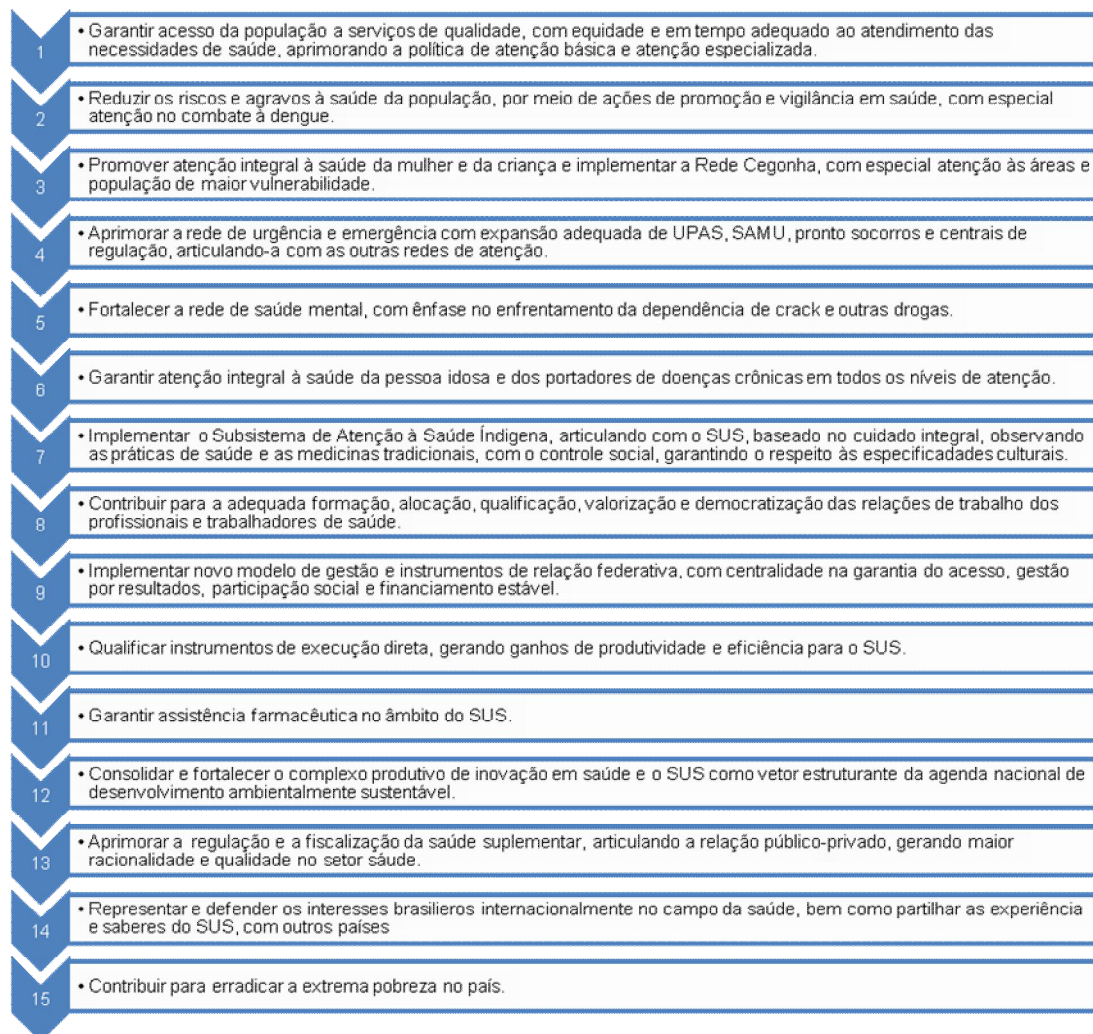 1
• Garantir acesso da população a serviços de qualidade, com equidade e em tempo adequado ao atendimento das
necessidades de saúde, aprimorando a política de atenção básica e atenção especializada.
2
• Reduzir os riscos e agravos à saúde da população, por meio de ações de promoção e vigilância em saúde, com especial
atenção no combate à dengue.
3
• Promover atenção integral à saúde da mulher e da criança e implementar a Rede Cegonha, com especial atenção às áreas e
população de maior vulnerabilidade.
4
• Aprimorar a rede de urgência e emergência com expansão adequada de UPAS, SAMU, pronto socorros e centrais de
regulação, articulando-a com as outras redes de atenção.
5
• Fortalecer a rede de saúde mental, com ênfase no enfrentamento da dependência de crack e outras drogas.
6
• Garantir atenção integral à saúde da pessoa idosa e dos portadores de doenças crônicas em todos os níveis de atenção.
7
• Implementar o Subsistema de Atenção à Saúde Índigena, articulando com o SUS, baseado no cuidado integral, observando
as práticas de saúde e as medicinas tradicionais, com o controle social, garantindo o respeito às especificadades culturais.
8
• Contribuir para a adequada formação, alocação, qualificação, valorização e democratização das relações de trabalho dos
profissionais e trabalhadores de saúde.
9
• Implementar novo modelo de gestão e instrumentos de relação federativa, com centralidade na garantia do acesso, gestão
por resultados, participação social e financiamento estável.
10
• Qualificar instrumentos de execução direta, gerando ganhos de produtividade e eficiência para o SUS.
11
• Garantir assistência farmacêutica no âmbito do SUS.
12
• Consolidar e fortalecer o complexo produtivo de inovação em saúde e o SUS como vetor estruturante da agenda nacional de
desenvolvimento ambientalmente sustentável.
13
• Aprimorar a regulação e a fiscalização da saúde suplementar, articulando a relação público-privado, gerando maior
racionalidade e qualidade no setor sáude.
14
• Representar e defender os interesses brasilieros internacionalmente no campo da saúde, bem como partilhar as experiência
e saberes do SUS, com outros países
15
• Contribuir para erradicar a extrema pobreza no país.